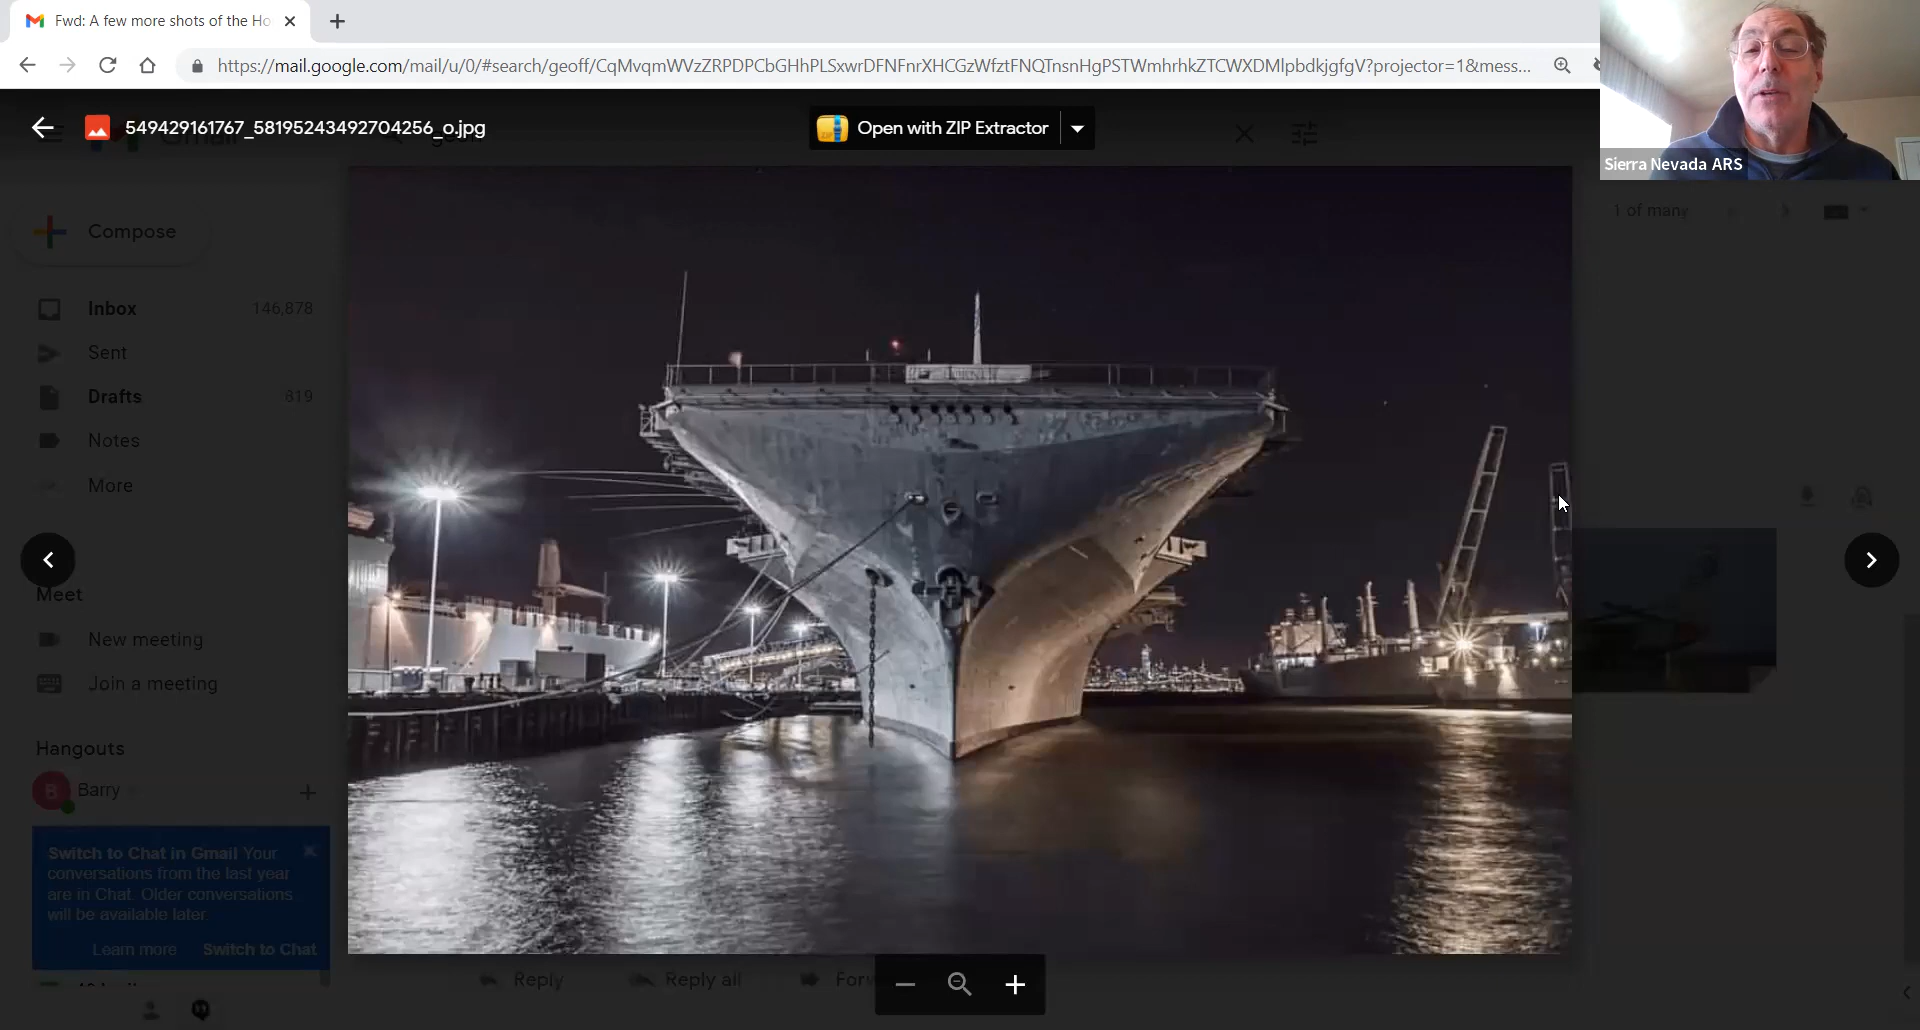 Fwd: A few more shots of the Ho
https://mail.google.com/mail/u/0/#search/geoff/CqMvqmWVzZRPDPCbGHhPLSxwrDFNFnrXHCGzWfztFNQTnsnHgPSTWmhrhkZTCWXDMlpbdkjgfgV?projector=1&mess...
549429161767_58195243492704256_o.jpg
Open with ZIP Extractor
Sierra Nevada ARS
1 of many
Compose
Inbox 146,878
Sent
Drafts 619
Notes
More
HORNET
Meet
New meeting
Join a meeting
Hangouts
B Barry
Switch to Chat in Gmail Your
conversations from the last year
are in Chat. Older conversations
will be available later.
Learn more Switch to Chat
Reply Reply all Forw